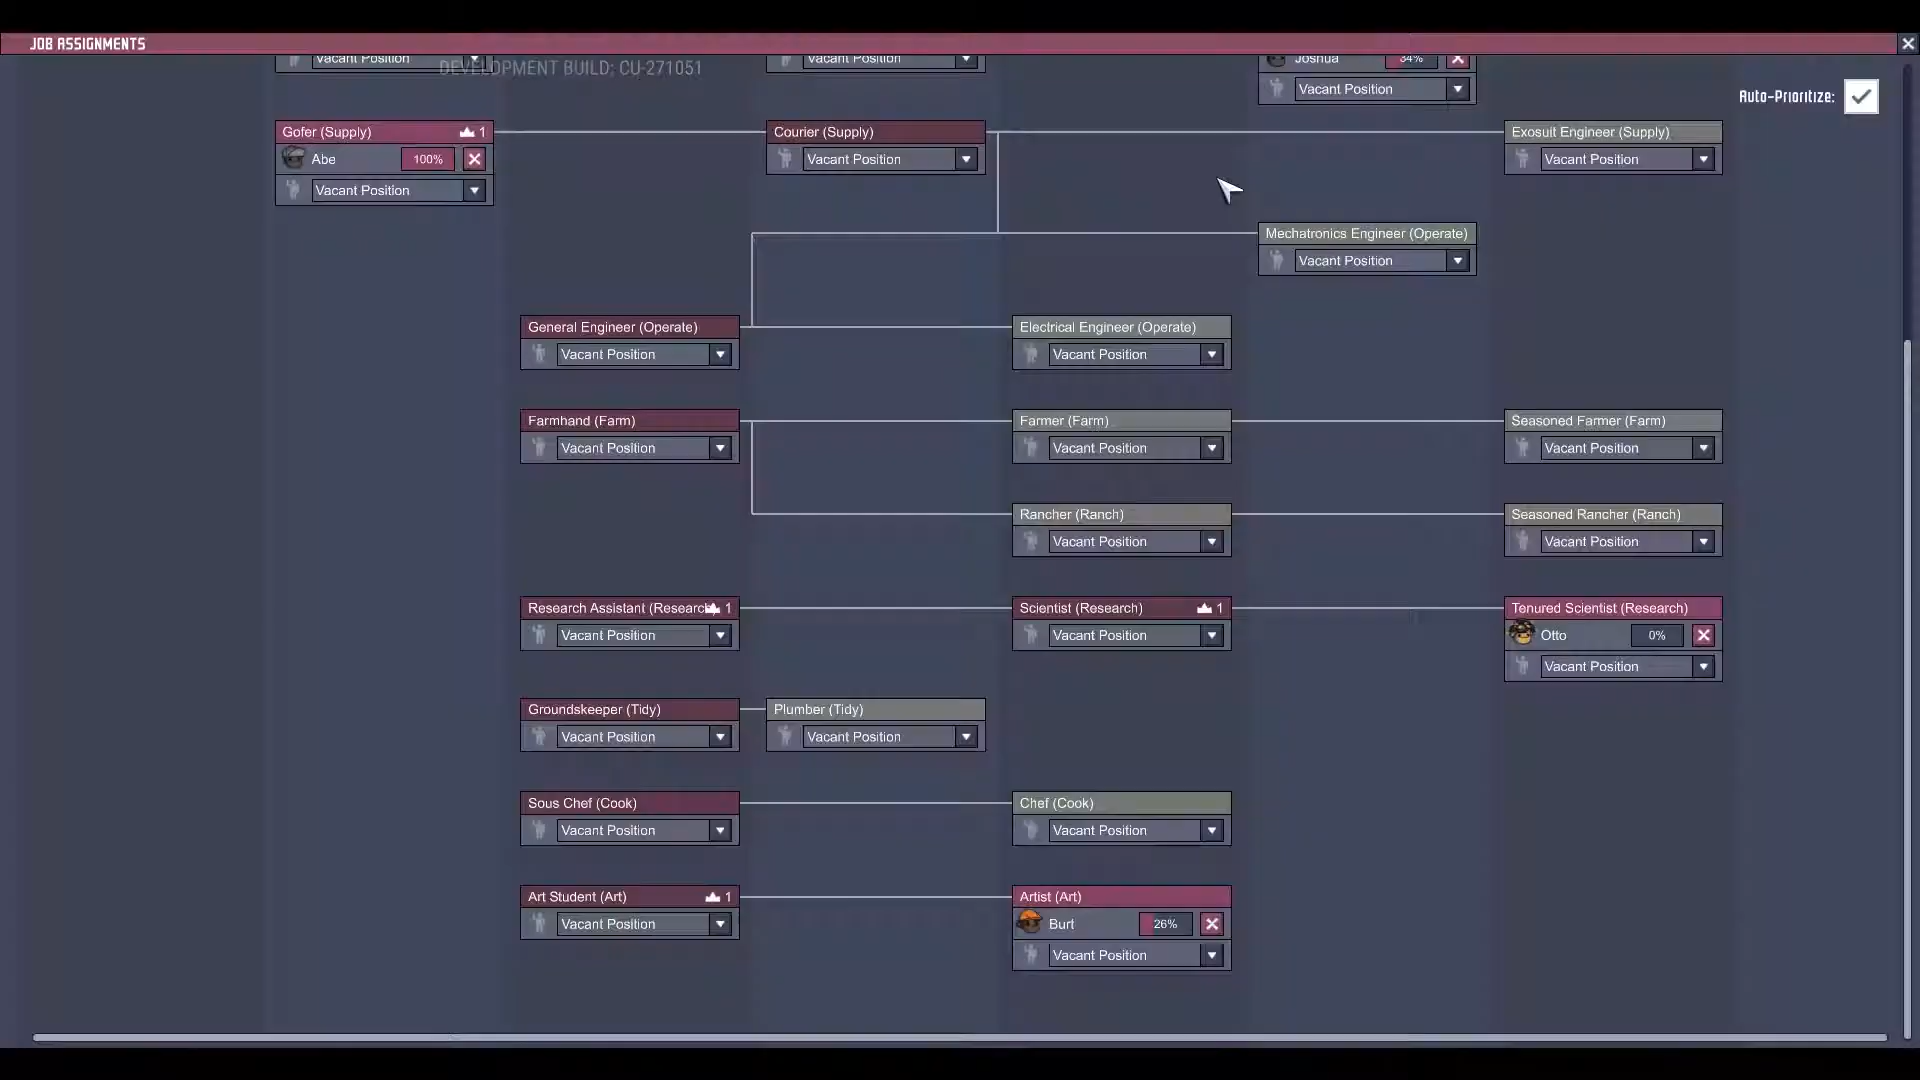 JOB ASSIGNMENTS
Vacant Position
DEVELOPMENT BUILD: CU-271051
Vacant Position
Joshua 34%
Vacant Position
Auto-Prioritize:
Gofer (Supply) 1
Abe 100%
Vacant Position
Courier (Supply)
Vacant Position
Exosuit Engineer (Supply)
Vacant Position
Mechatronics Engineer (Operate)
Vacant Position
General Engineer (Operate)
Vacant Position
Electrical Engineer (Operate)
Vacant Position
Farmhand (Farm)
Vacant Position
Farmer (Farm)
Vacant Position
Seasoned Farmer (Farm)
Vacant Position
Rancher (Ranch)
Vacant Position
Seasoned Rancher (Ranch)
Vacant Position
Research Assistant (Research 1
Vacant Position
Scientist (Research) 1
Vacant Position
Tenured Scientist (Research)
Otto 0%
Vacant Position
Groundskeeper (Tidy)
Vacant Position
Plumber (Tidy)
Vacant Position
Sous Chef (Cook)
Vacant Position
Chef (Cook)
Vacant Position
Art Student (Art) 1
Vacant Position
Artist (Art)
Burt 26%
Vacant Position